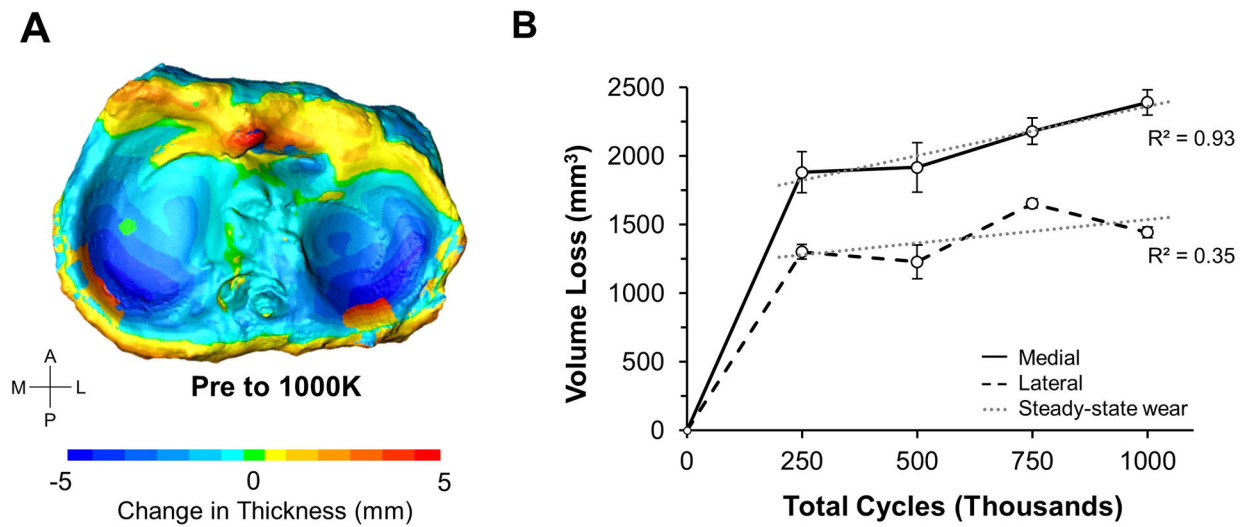 A
A
M
L
P
Pre to 1000K
-5
0
5
Change in Thickness (mm)
B
Volume Loss (mm³)
2500
2000
1500
1000
500
0
R² = 0.93
R² = 0.35
Medial
Lateral
Steady-state wear
0
250
500
750
1000
Total Cycles (Thousands)